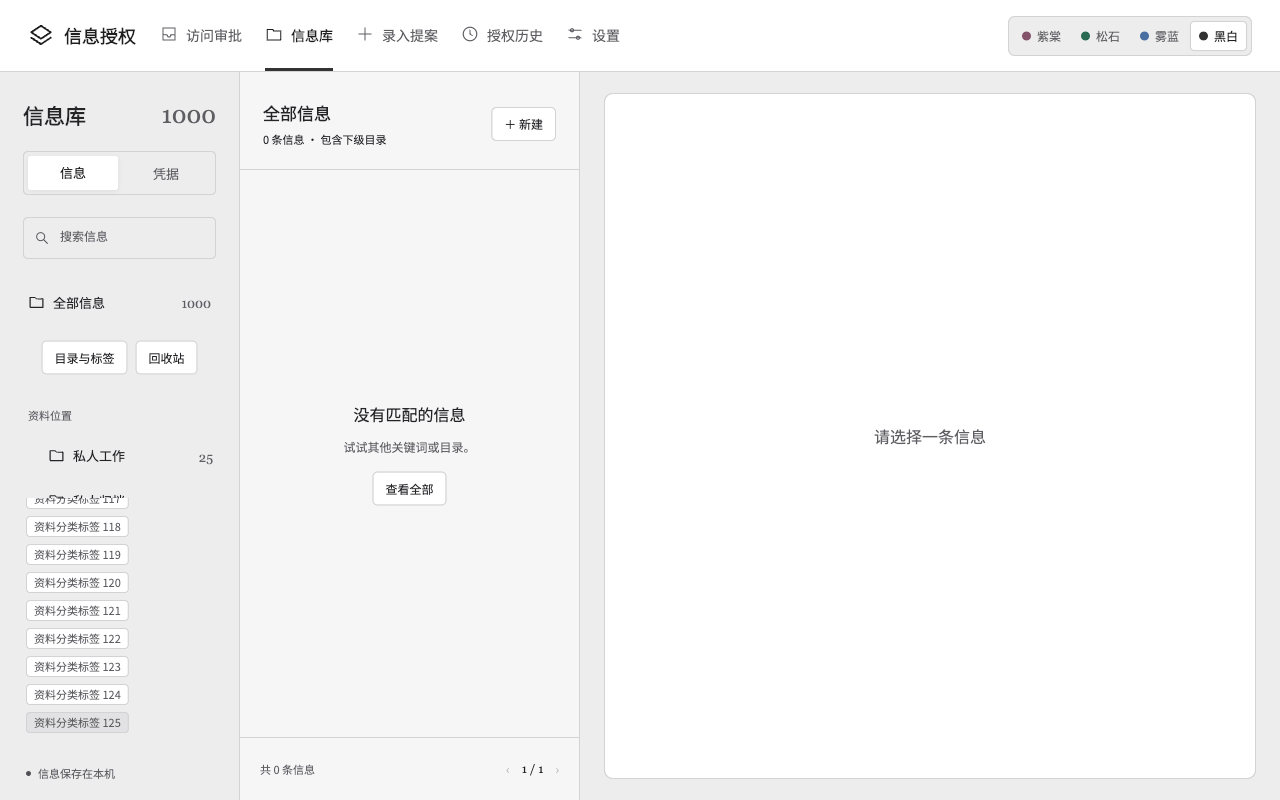 信息授权
访问审批
信息库
录入提案
授权历史
设置
紫棠
松石
雾蓝
黑白
信息库 1000
信息 凭据
搜索信息
全部信息 1000
目录与标签 回收站
资料位置
私人工作 25
资料分类标签 117
资料分类标签 118
资料分类标签 119
资料分类标签 120
资料分类标签 121
资料分类标签 122
资料分类标签 123
资料分类标签 124
资料分类标签 125
信息保存在本机
全部信息
0 条信息 · 包含下级目录
+ 新建
没有匹配的信息
试试其他关键词或目录。
查看全部
共 0 条信息
‹ 1 / 1 ›
请选择一条信息